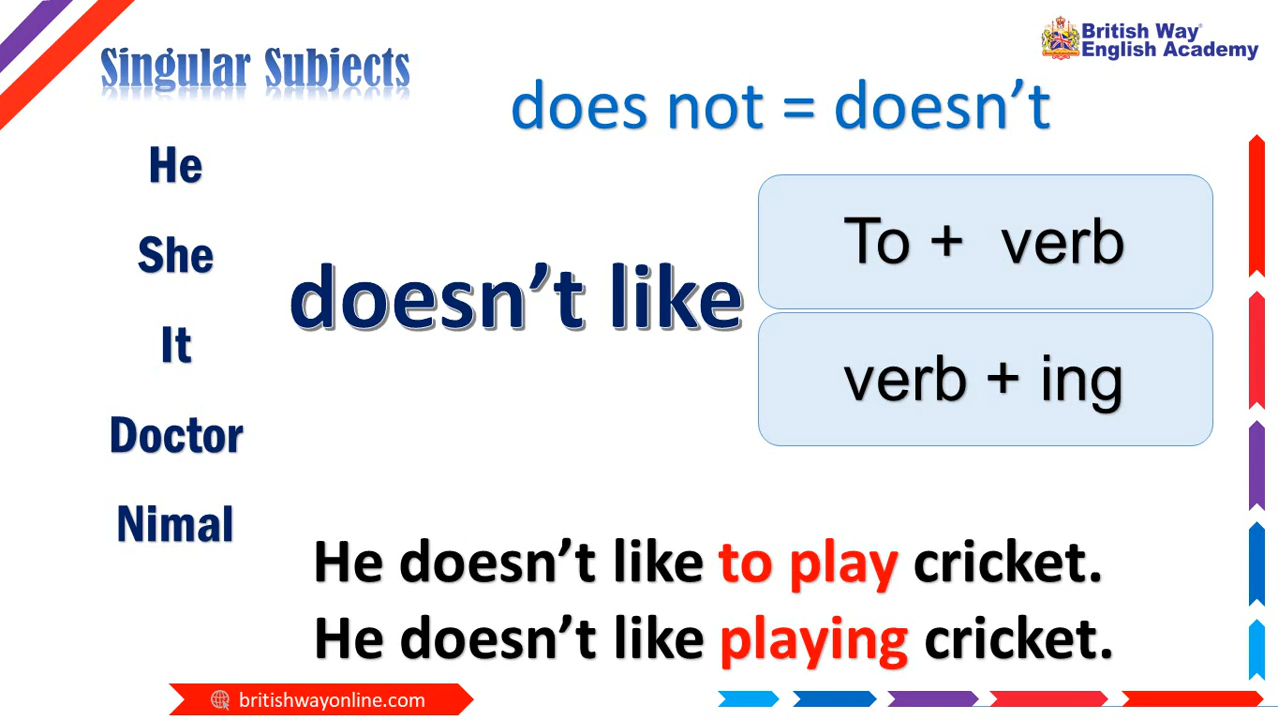 Singular Subjects
British Way
English Academy
does not = doesn’t
He
She
It
Doctor
Nimal
doesn’t like
To + verb
verb + ing
He doesn’t like to play cricket.
He doesn’t like playing cricket.
britishwayonline.com